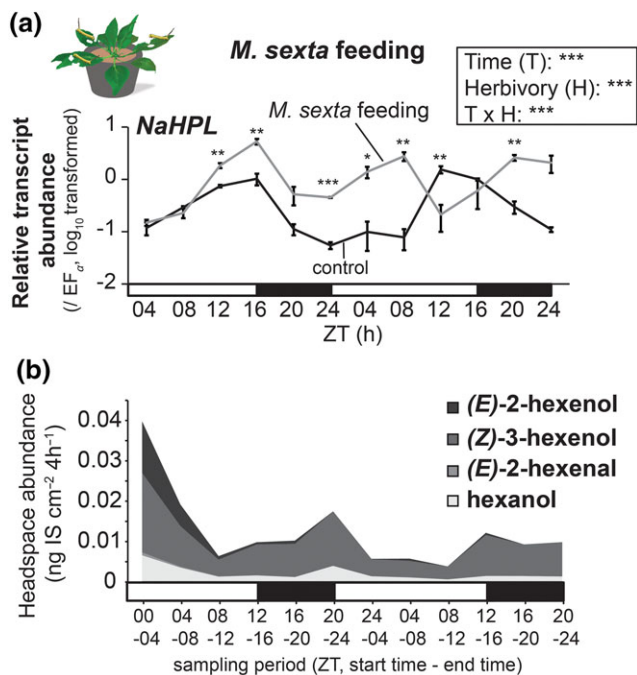 (a)
M. sexta feeding
Time (T): ***
Herbivory (H): ***
T x H: ***
NaHPL
M. sexta feeding
Relative transcript
abundance
(/ EFα, log10 transformed)
1
0
-1
-2
** ** *** * ** ** **
control
04 08 12 16 20 24 04 08 12 16 20 24
ZT (h)
(b)
Headspace abundance
(ng IS cm-2 4h-1)
0.04
0.03
0.02
0.01
0
(E)-2-hexenol
(Z)-3-hexenol
(E)-2-hexenal
hexanol
00 04 08 12 16 20 00 04 08 12 16 20
-04 -08 -12 -16 -20 -24 -04 -08 -12 -16 -20 -24
sampling period (ZT, start time - end time)